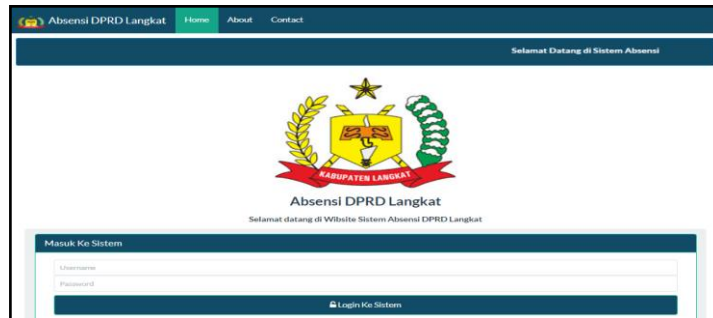 Absensi DPRD Langkat Home About Contact
Selamat Datang di Sistem Absensi
KABUPATEN LANGKAT
Absensi DPRD Langkat
Selamat datang di Wibsite Sistem Absensi DPRD Langkat
Masuk Ke Sistem
Username
Password
Login Ke Sistem